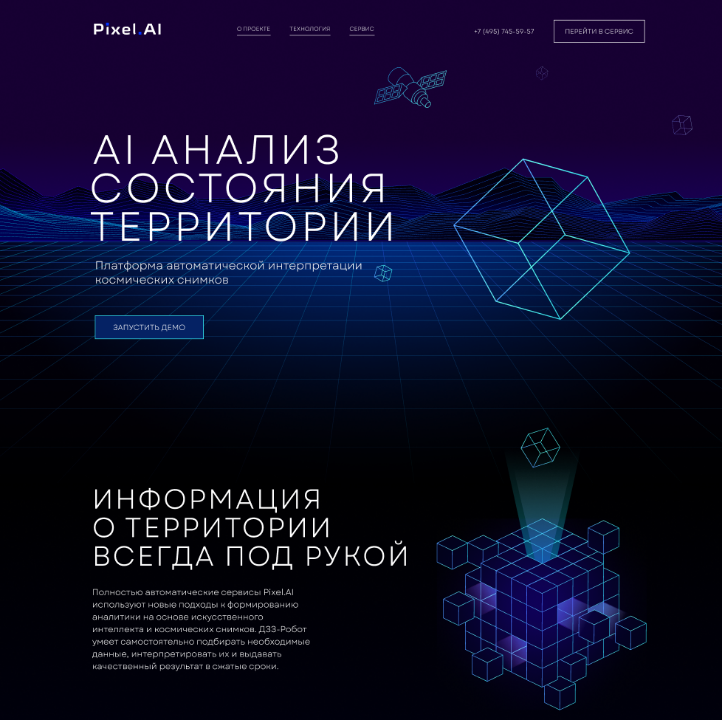 Pixel.AI
О ПРОЕКТЕ
ТЕХНОЛОГИЯ
СЕРВИС
+7 (495) 745-59-57
ПЕРЕЙТИ В СЕРВИС
AI АНАЛИЗ
СОСТОЯНИЯ
ТЕРРИТОРИИ
Платформа автоматической интерпретации
космических снимков
ЗАПУСТИТЬ ДЕМО
ИНФОРМАЦИЯ
О ТЕРРИТОРИИ
ВСЕГДА ПОД РУКОЙ
Полностью автоматические сервисы Pixel.AI
используют новые подходы к формированию
аналитики на основе искусственного
интеллекта и космических снимков. ДЗЗ-Робот
умеет самостоятельно подбирать необходимые
данные, интерпретировать их и выдавать
качественный результат в сжатые сроки.